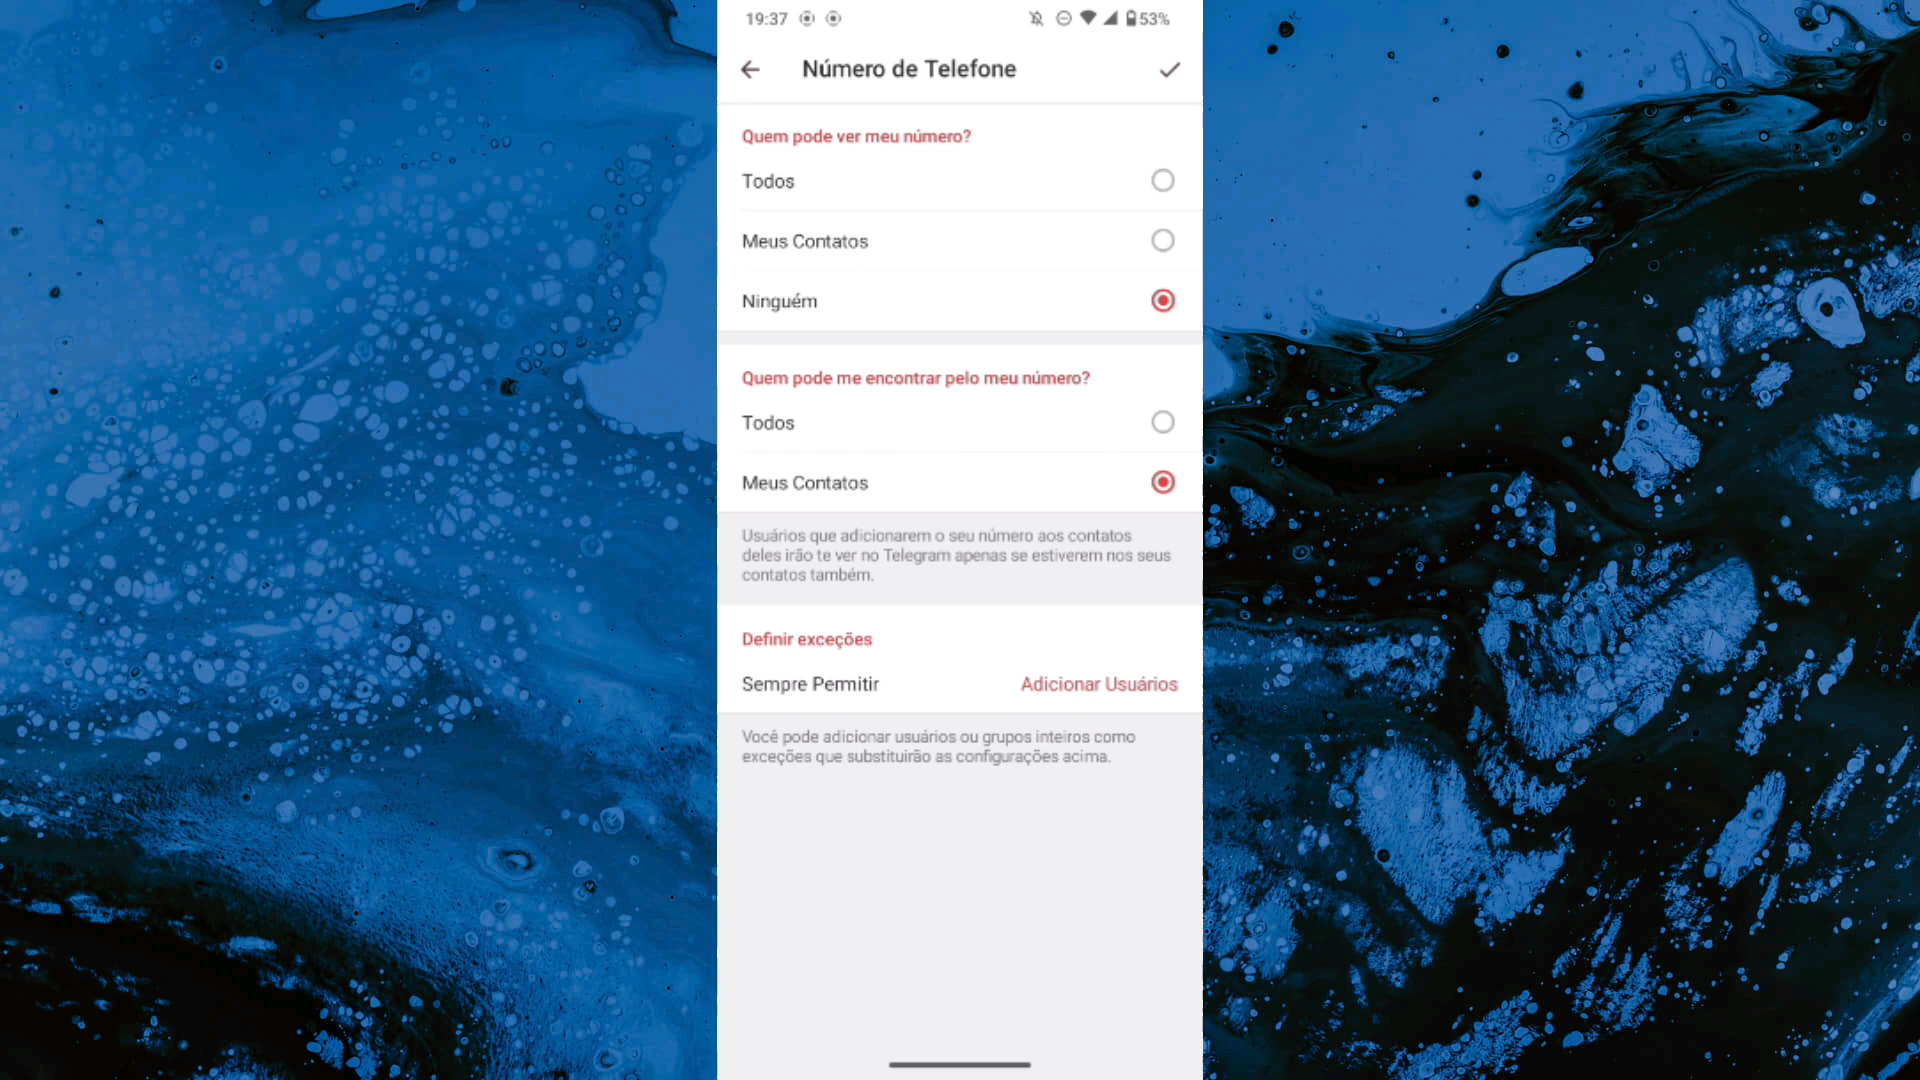 19:37 53%
Número de Telefone
Quem pode ver meu número?
Todos
Meus Contatos
Ninguém
Quem pode me encontrar pelo meu número?
Todos
Meus Contatos
Usuários que adicionarem o seu número aos contatos
deles irão te ver no Telegram apenas se estiverem nos seus
contatos também.
Definir exceções
Sempre Permitir Adicionar Usuários
Você pode adicionar usuários ou grupos inteiros como
exceções que substituirão as configurações acima.